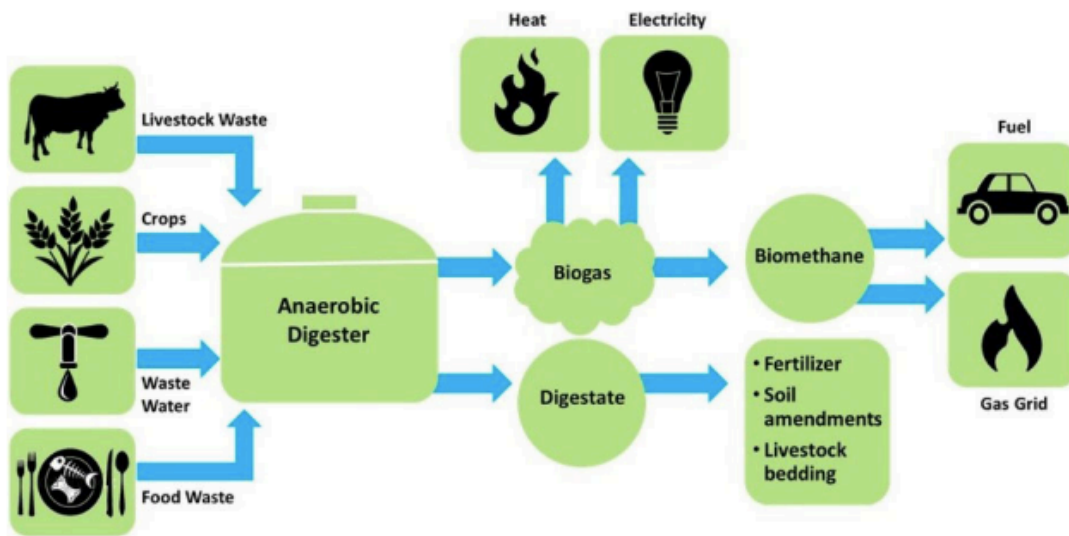 Heat
Electricity
Livestock Waste
Fuel
Crops
Biogas
Biomethane
Anaerobic
Digester
Waste
Water
Digestate
• Fertilizer
• Soil
amendments
• Livestock
bedding
Gas Grid
Food Waste